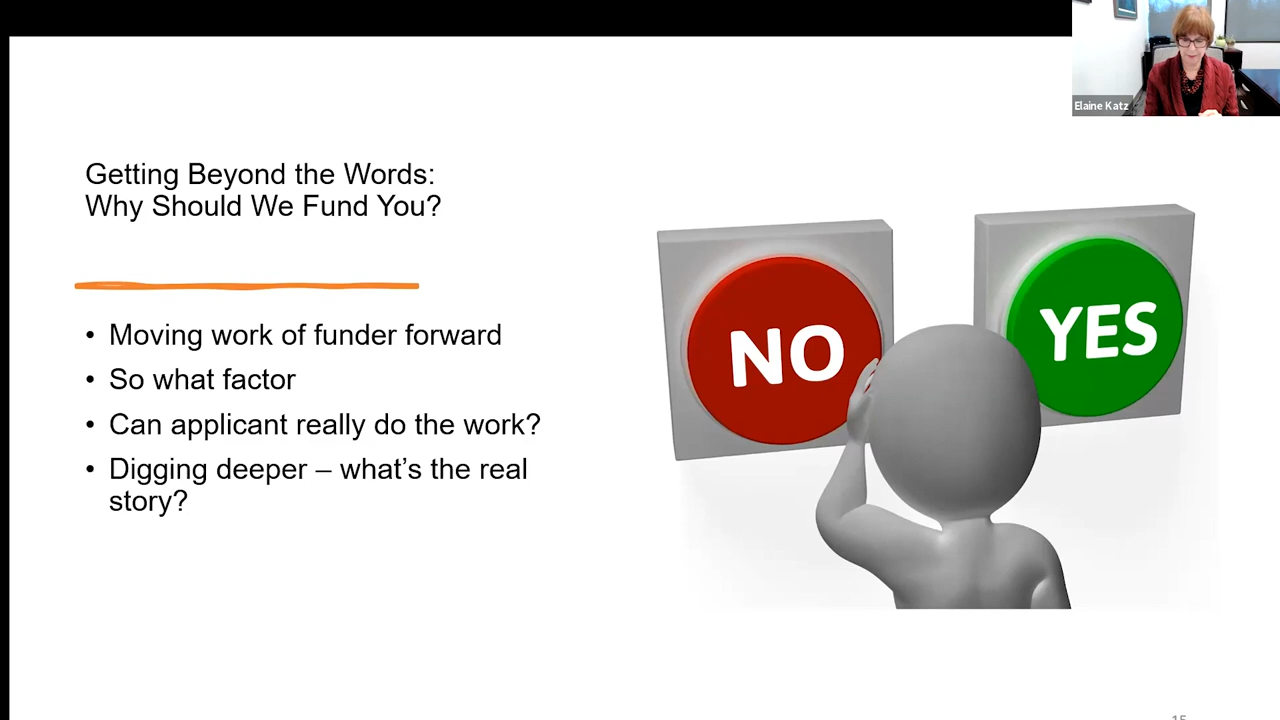 Elaine Katz
Getting Beyond the Words:
Why Should We Fund You?
• Moving work of funder forward
• So what factor
• Can applicant really do the work?
• Digging deeper – what's the real
story?
NO
YES
15